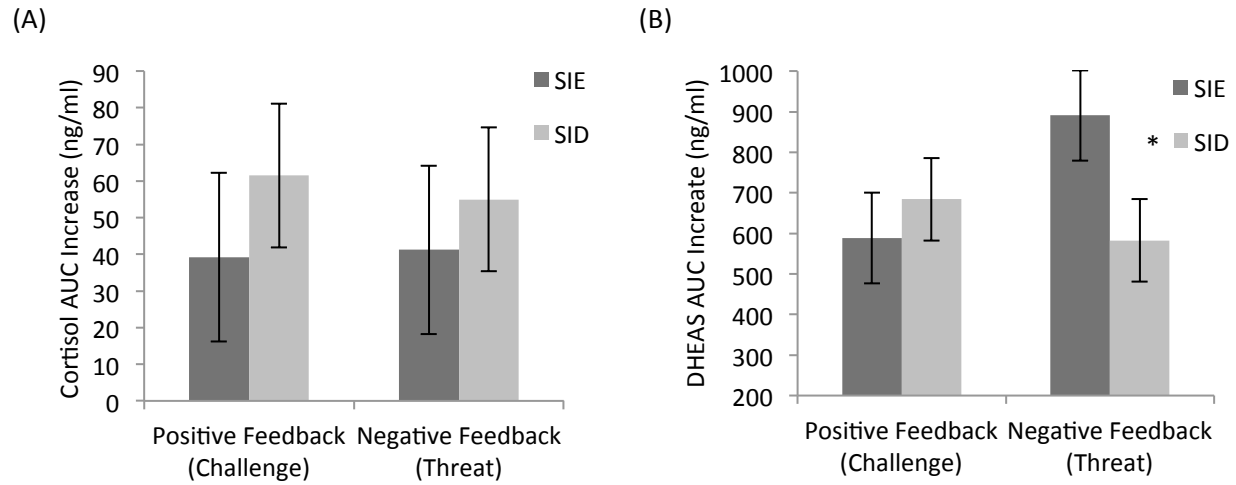 (A)
Cortisol AUC Increase (ng/ml)
90
80
70
60
50
40
30
20
10
0
SIE
SID
Positive Feedback
(Challenge)
Negative Feedback
(Threat)
(B)
DHEAS AUC Increate (ng/ml)
1000
900
800
700
600
500
400
300
200
SIE
* SID
Positive Feedback
(Challenge)
Negative Feedback
(Threat)